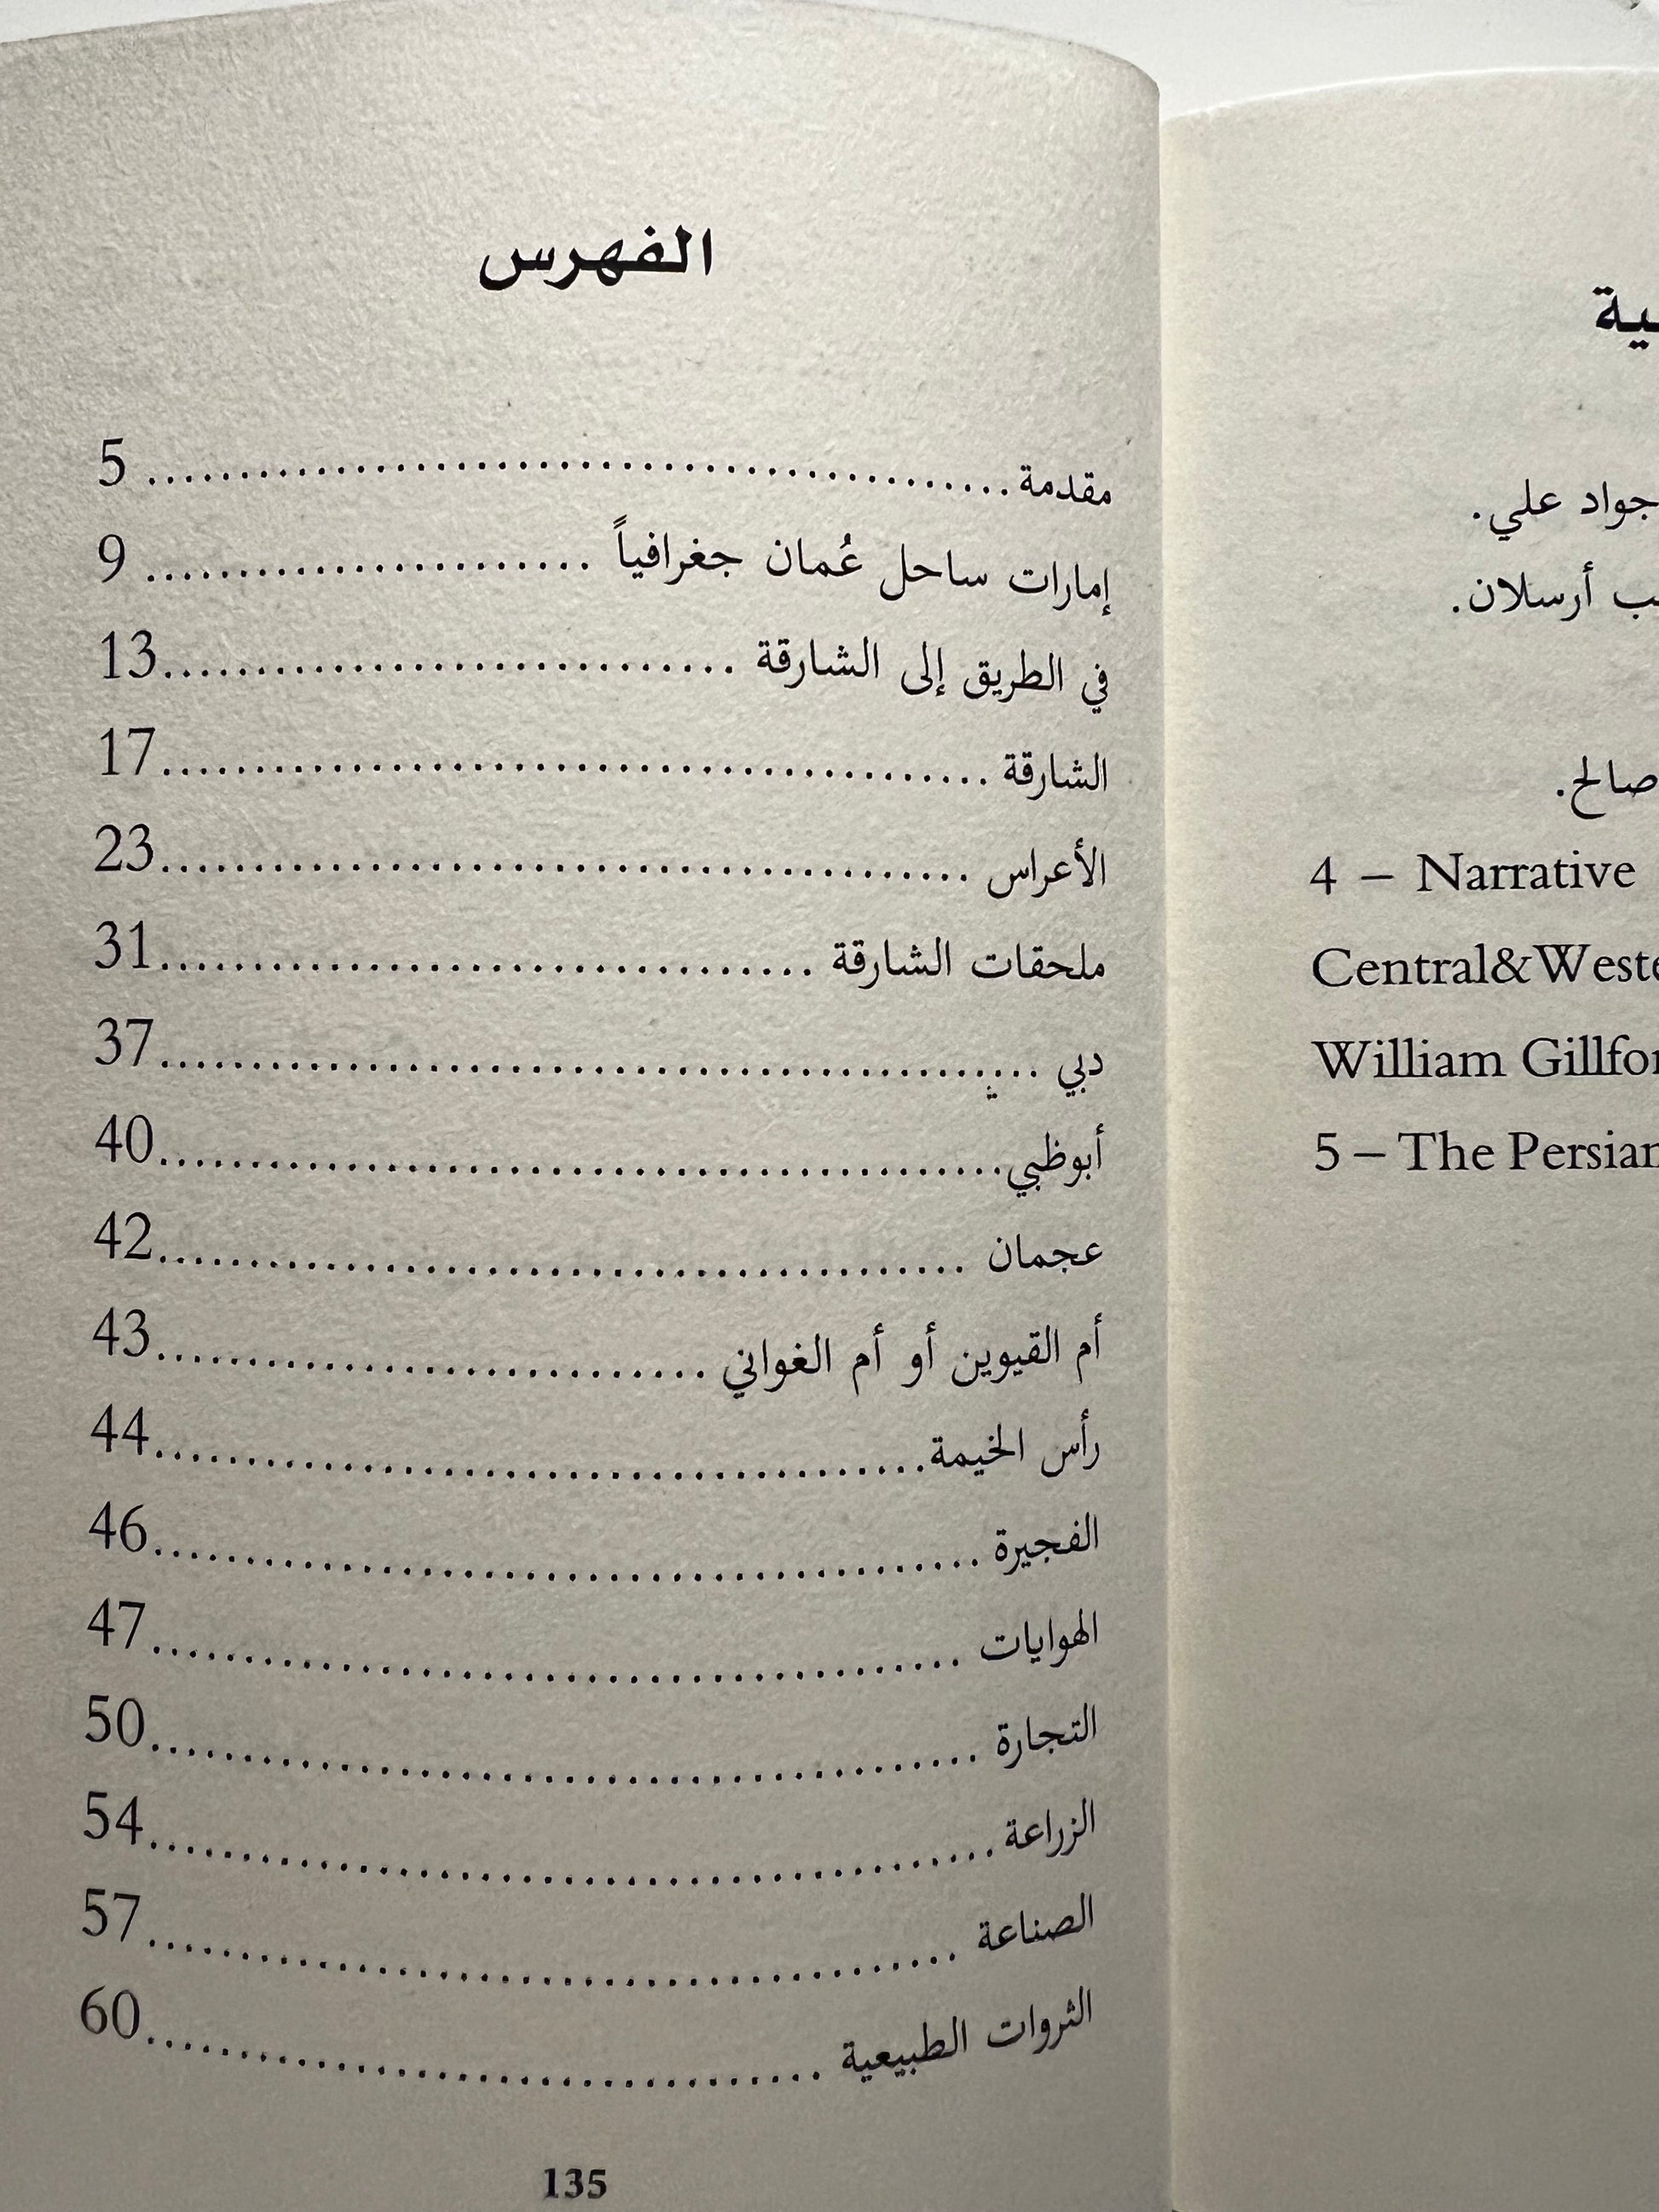 الفهرس
مقدمة.............................................. 5
إمارات ساحل عُمان جغرافياً ........................ 9
في الطريق إلى الشارقة ...............................13
الشارقة .............................................17
الأعراس ............................................23
ملحقات الشارقة ...................................31
دبي ................................................37
أبوظبي..............................................40
عجمان ............................................42
أم القيوين أو أم الغواني ..............................43
رأس الخيمة.........................................44
الفجيرة .............................................46
الهوايات ............................................47
التجارة .............................................50
الزراعة..............................................54
الصناعة ............................................57
الثروات الطبيعية ....................................60
135
جواد علي.
أرسلان.
صالح.
4 – Narrative
Central&
William
5 – The